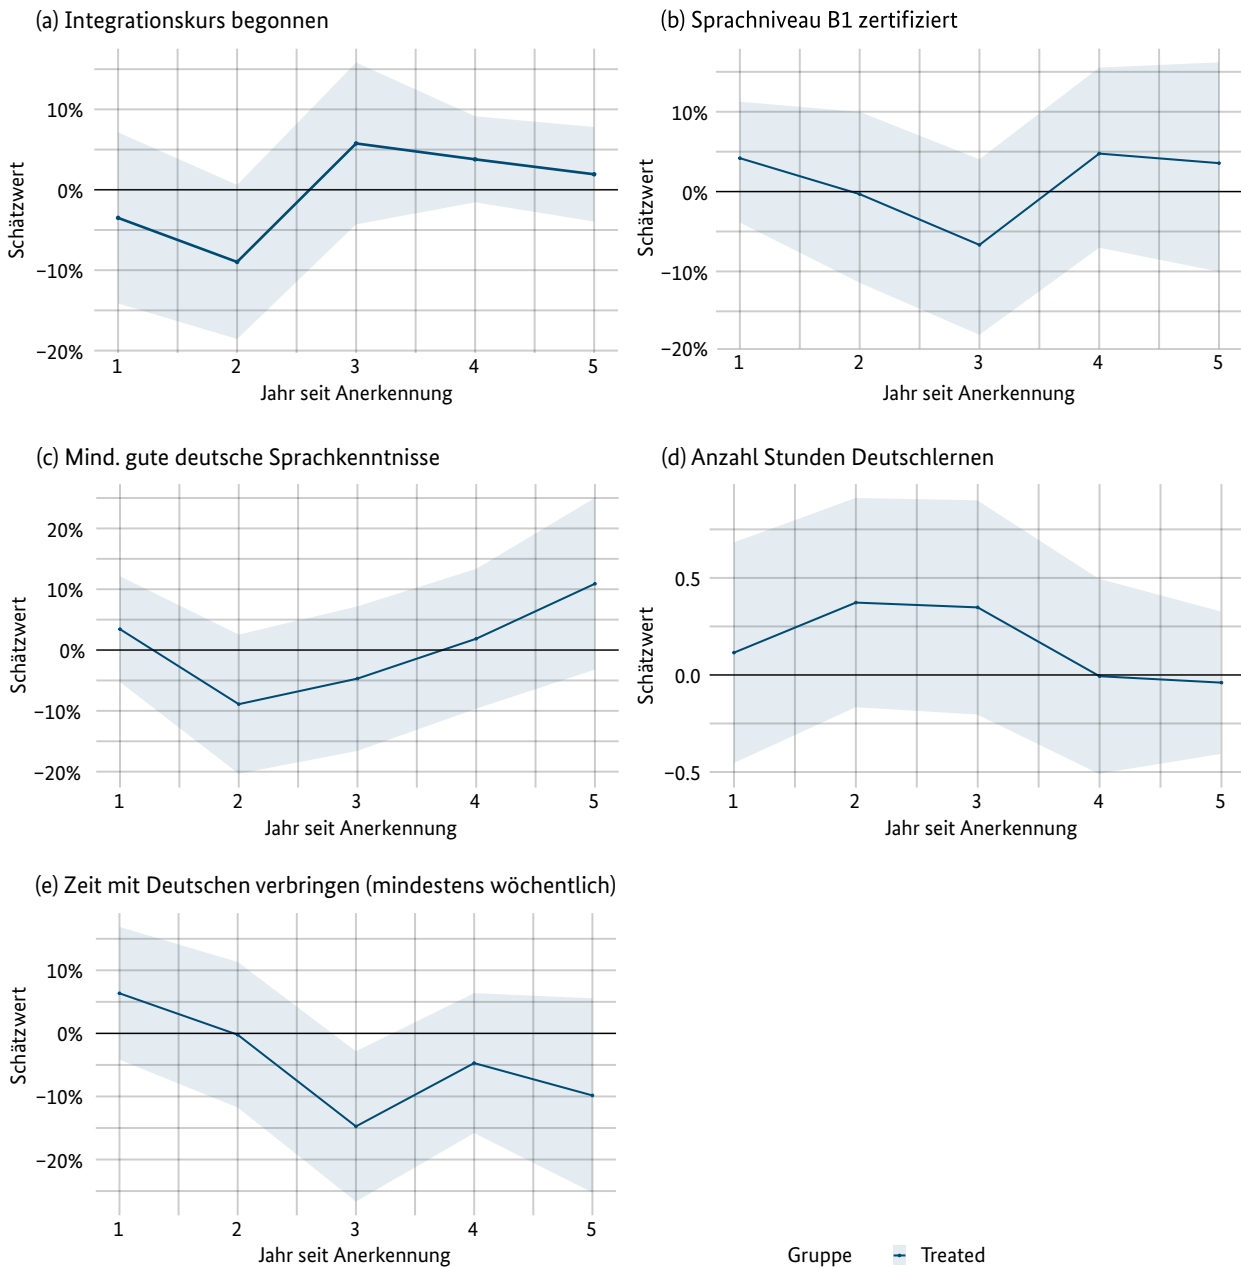 (a) Integrationskurs begonnen
Schätzwert
10%
0%
−10%
−20%
1 2 3 4 5
Jahr seit Anerkennung
(b) Sprachniveau B1 zertifiziert
Schätzwert
10%
0%
−10%
−20%
1 2 3 4 5
Jahr seit Anerkennung
(c) Mind. gute deutsche Sprachkenntnisse
Schätzwert
20%
10%
0%
−10%
−20%
1 2 3 4 5
Jahr seit Anerkennung
(d) Anzahl Stunden Deutschlernen
Schätzwert
0.5
0.0
−0.5
1 2 3 4 5
Jahr seit Anerkennung
(e) Zeit mit Deutschen verbringen (mindestens wöchentlich)
Schätzwert
10%
0%
−10%
−20%
1 2 3 4 5
Jahr seit Anerkennung
Gruppe Treated